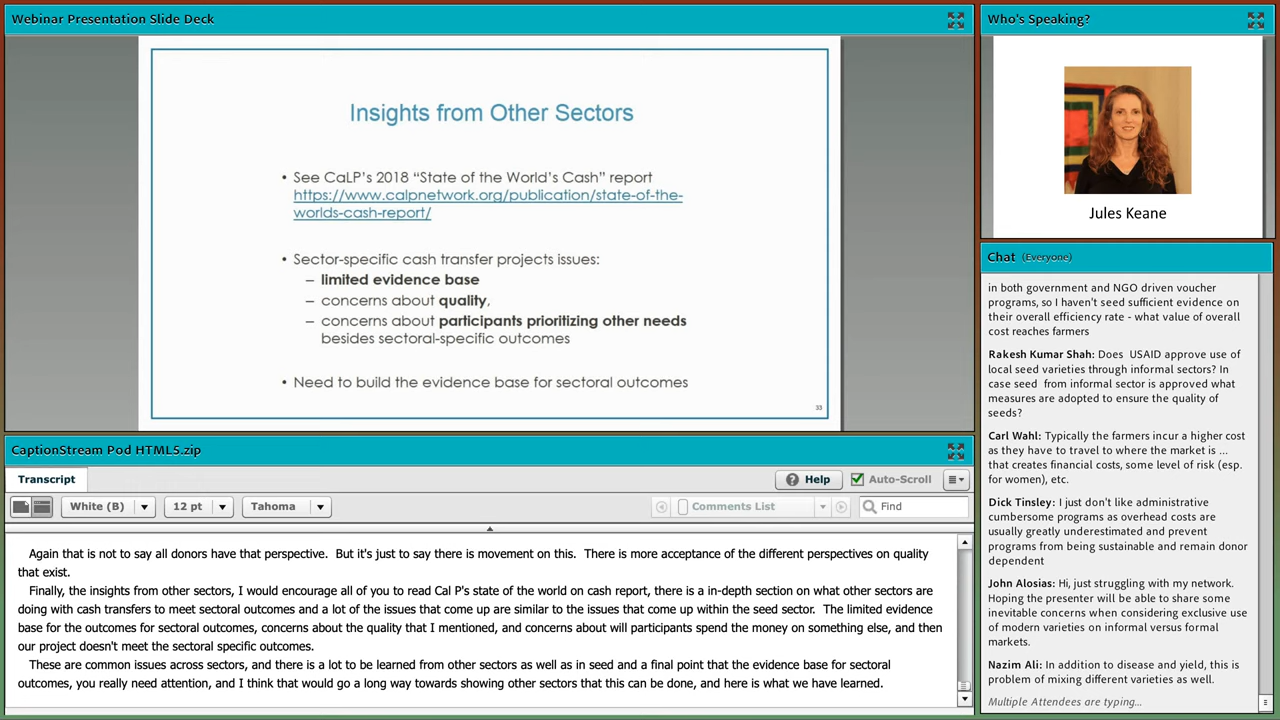 Webinar Presentation Slide Deck
Insights from Other Sectors
• See CaLP's 2018 “State of the World's Cash” report
https://www.calpnetwork.org/publication/state-of-the-
worlds-cash-report/
• Sector-specific cash transfer projects issues:
– limited evidence base
– concerns about quality,
– concerns about participants prioritizing other needs
besides sectoral-specific outcomes
• Need to build the evidence base for sectoral outcomes
33
Who's Speaking?
Jules Keane
CaptionStream Pod HTML5.zip
Transcript
Help
Auto-Scroll
White (B)
12 pt
Tahoma
Comments List
Find
Again that is not to say all donors have that perspective. But it's just to say there is movement on this. There is more acceptance of the different perspectives on quality
that exist.
Finally, the insights from other sectors, I would encourage all of you to read Cal P's state of the world on cash report, there is a in-depth section on what other sectors are
doing with cash transfers to meet sectoral outcomes and a lot of the issues that come up are similar to the issues that come up within the seed sector. The limited evidence
base for the outcomes for sectoral outcomes, concerns about the quality that I mentioned, and concerns about will participants spend the money on something else, and then
our project doesn't meet the sectoral specific outcomes.
These are common issues across sectors, and there is a lot to be learned from other sectors as well as in seed and a final point that the evidence base for sectoral
outcomes, you really need attention, and I think that would go a long way towards showing other sectors that this can be done, and here is what we have learned.
Chat (Everyone)
in both government and NGO driven voucher
programs, so I haven't seed sufficient evidence on
their overall efficiency rate - what value of overall
cost reaches farmers
Rakesh Kumar Shah: Does USAID approve use of
local seed varieties through informal sectors? In
case seed from informal sector is approved what
measures are adopted to ensure the quality of
seeds?
Carl Wahl: Typically the farmers incur a higher cost
as they have to travel to where the market is ...
that creates financial costs, some level of risk (esp.
for women), etc.
Dick Tinsley: I just don't like administrative
cumbersome programs as overhead costs are
usually greatly underestimated and prevent
programs from being sustainable and remain donor
dependent
John Alosias: Hi, just struggling with my network.
Hoping the presenter will be able to share some
inevitable concerns when considering exclusive use
of modern varieties on informal versus formal
markets.
Nazim Ali: In addition to disease and yield, this is
problem of mixing different varieties as well.
Multiple Attendees are typing...